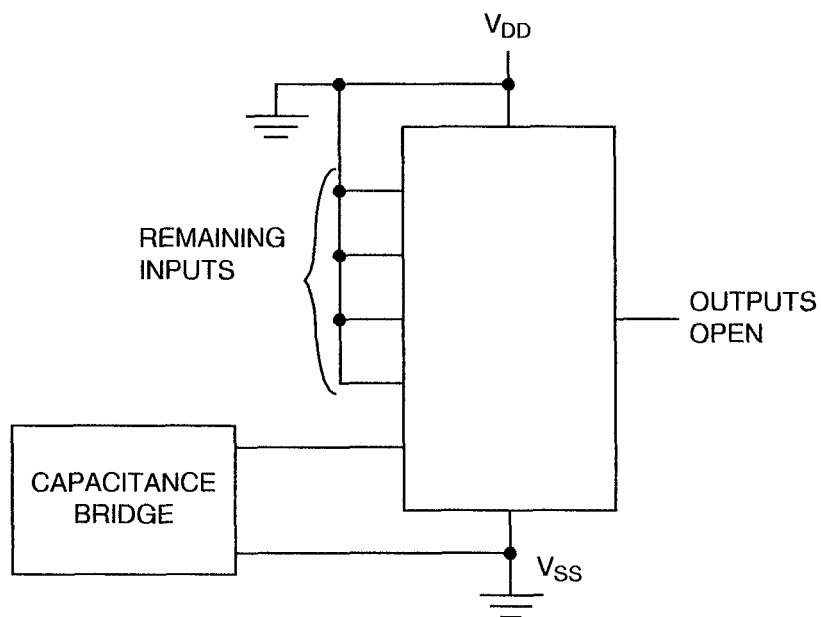 VDD
REMAINING
INPUTS
OUTPUTS
OPEN
CAPACITANCE
BRIDGE
VSS